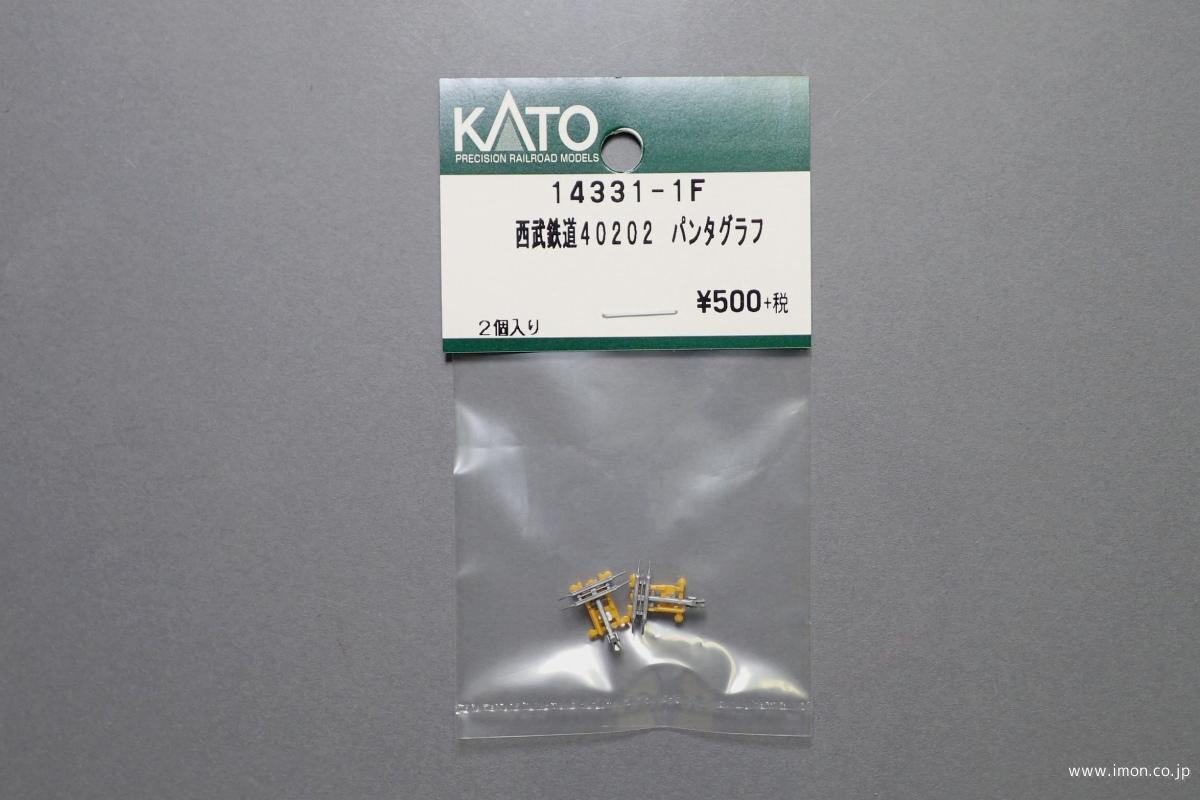 KATO
PRECISION RAILROAD MODELS
14331-1F
西武鉄道40202 パンタグラフ
¥500+税
2個入り
www.imon.co.jp